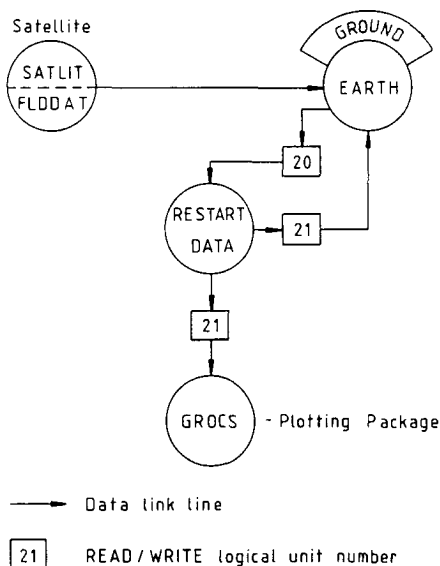 Satellite
SATLIT
FLDDAT
GROUND
EARTH
20
RESTART
DATA
21
21
GROCS
- Plotting Package
Data link line
21 READ/WRITE logical unit number